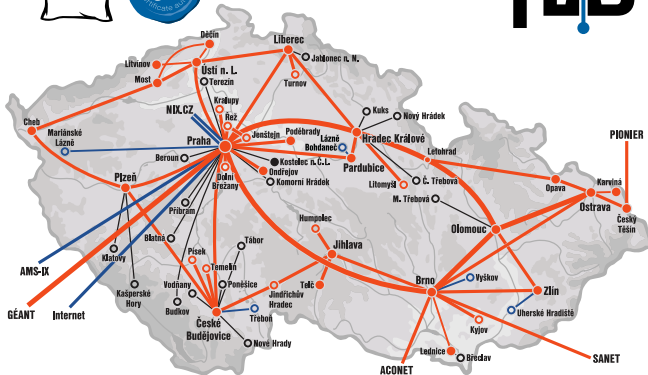 certificate aut
Děčín
Liberec
Litvínov
Jablonec n. N.
Most
Ústí n. L.
Terezín
Turnov
NIX.CZ
Kralupy
Kuks
Cheb
Řež
Nový Hrádek
Mariánské
Lázně
Jenštejn
Poděbrady
Praha
Lázně
Bohdaneč
Hradec Králové
PIONIER
Beroun
Kostelec n. Č.L.
Letohrad
Ondřejov
Pardubice
Plzeň
Dolní
Břežany
Komorní Hrádek
Litomyšl
Č. Třebová
Opava
Karviná
Ostrava
M. Třebová
Příbram
Český
Těšín
Humpolec
Olomouc
Blatná
Tábor
Klatovy
Písek
Jihlava
Temelín
AMS-IX
Vodňany
Poněšice
Telč
Brno
Vyškov
Zlín
Kašperské
Hory
Jindřichův
Hradec
GÉANT
Internet
Budkov
Třeboň
Uherské Hradiště
České
Budějovice
Kyjov
Nové Hrady
Lednice
Břeclav
SANET
ACONET